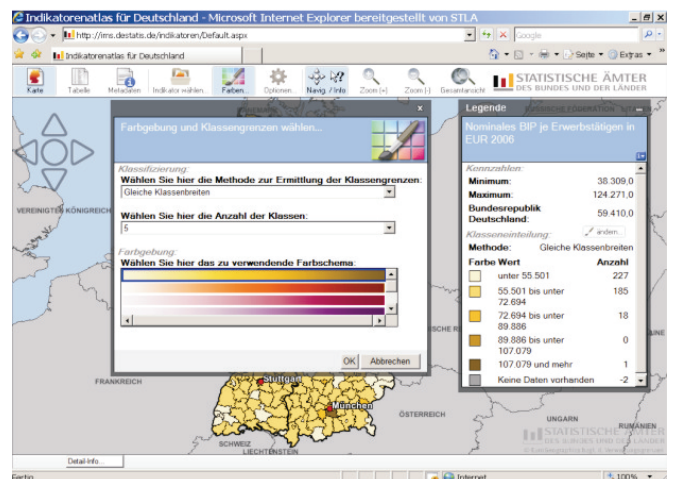 Indikatorenatlas für Deutschland - Microsoft Internet Explorer bereitgestellt von STLA
http://ims.destatis.de/indikatoren/Default.aspx
Google
Indikatorenatlas für Deutschland
Seite
Extras
Karte
Tabelle
Metadaten
Indikator wählen.
Farben..
Optionen..
Navig. / Info
Zoom [+]
Zoom [-]
Gesamtansicht
STATISTISCHE ÄMTER
DES BUNDES UND DER LÄNDER
Farbgebung und Klassengrenzen wählen...
x
Klassifizierung:
Wählen Sie hier die Methode zur Ermittlung der Klassengrenzen:
Gleiche Klassenbreiten
Wählen Sie hier die Anzahl der Klassen:
5
Farbgebung:
Wählen Sie hier das zu verwendende Farbschema:
OK
Abbrechen
Legende
Nominales BIP je Erwerbstätigen in
EUR 2006
Kennzahlen:
Minimum: 38.309,0
Maximum: 124.271,0
Bundesrepublik
Deutschland: 59.410,0
Klasseneinteilung:
ändern..
Methode: Gleiche Klassenbreiten
Farbe Wert Anzahl
unter 55.501 227
55.501 bis unter 185
72.694
72.694 bis unter 18
89.886
89.886 bis unter 0
107.079
107.079 und mehr 1
Keine Daten vorhanden -2
VEREINIGTES KÖNIGREICH
FRANKREICH
Stuttgart
München
ÖSTERREICH
SCHWEIZ
LIECHTENSTEIN
UNGARN
RUMÄNIEN
STATISTISCHE ÄMTER
DES BUNDES UND DER LÄNDER
Detail-Info...
Fertig
Internet
100%